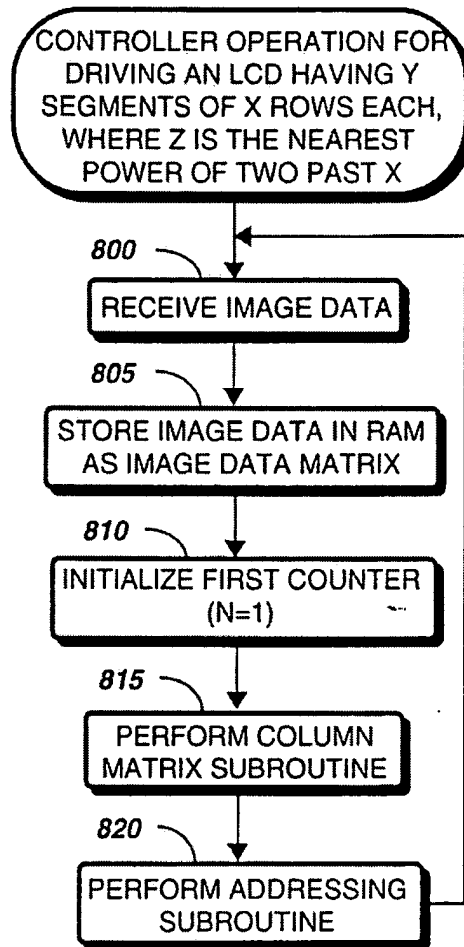 CONTROLLER OPERATION FOR
DRIVING AN LCD HAVING Y
SEGMENTS OF X ROWS EACH,
WHERE Z IS THE NEAREST
POWER OF TWO PAST X
800
RECEIVE IMAGE DATA
805
STORE IMAGE DATA IN RAM
AS IMAGE DATA MATRIX
810
INITIALIZE FIRST COUNTER
(N=1)
815
PERFORM COLUMN
MATRIX SUBROUTINE
820
PERFORM ADDRESSING
SUBROUTINE